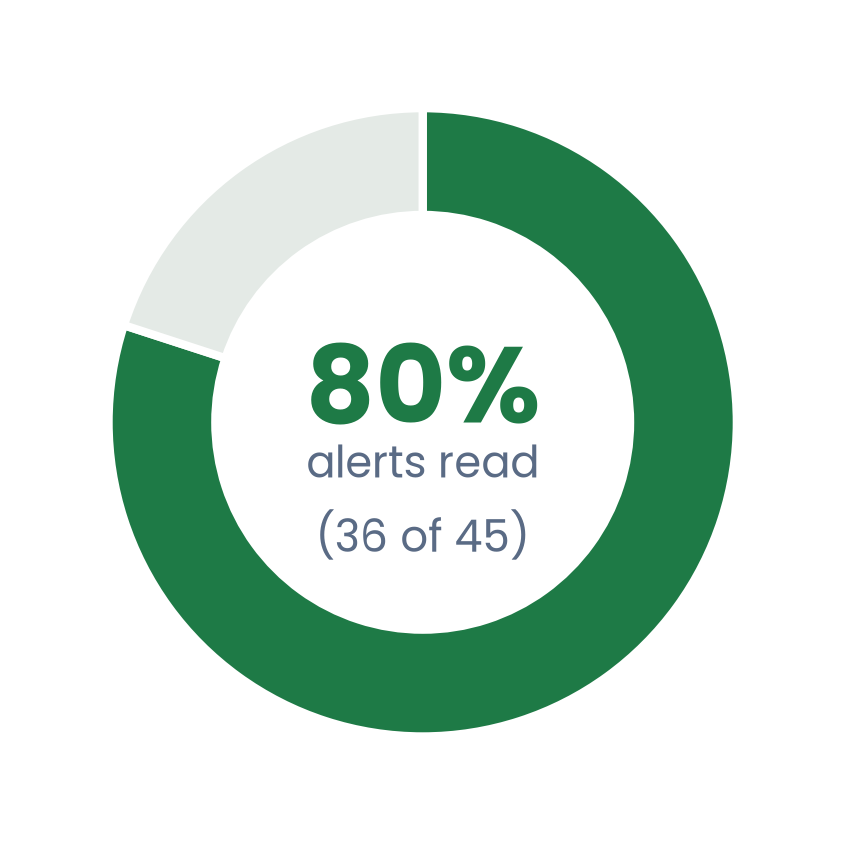 80%
alerts read
(36 of 45)